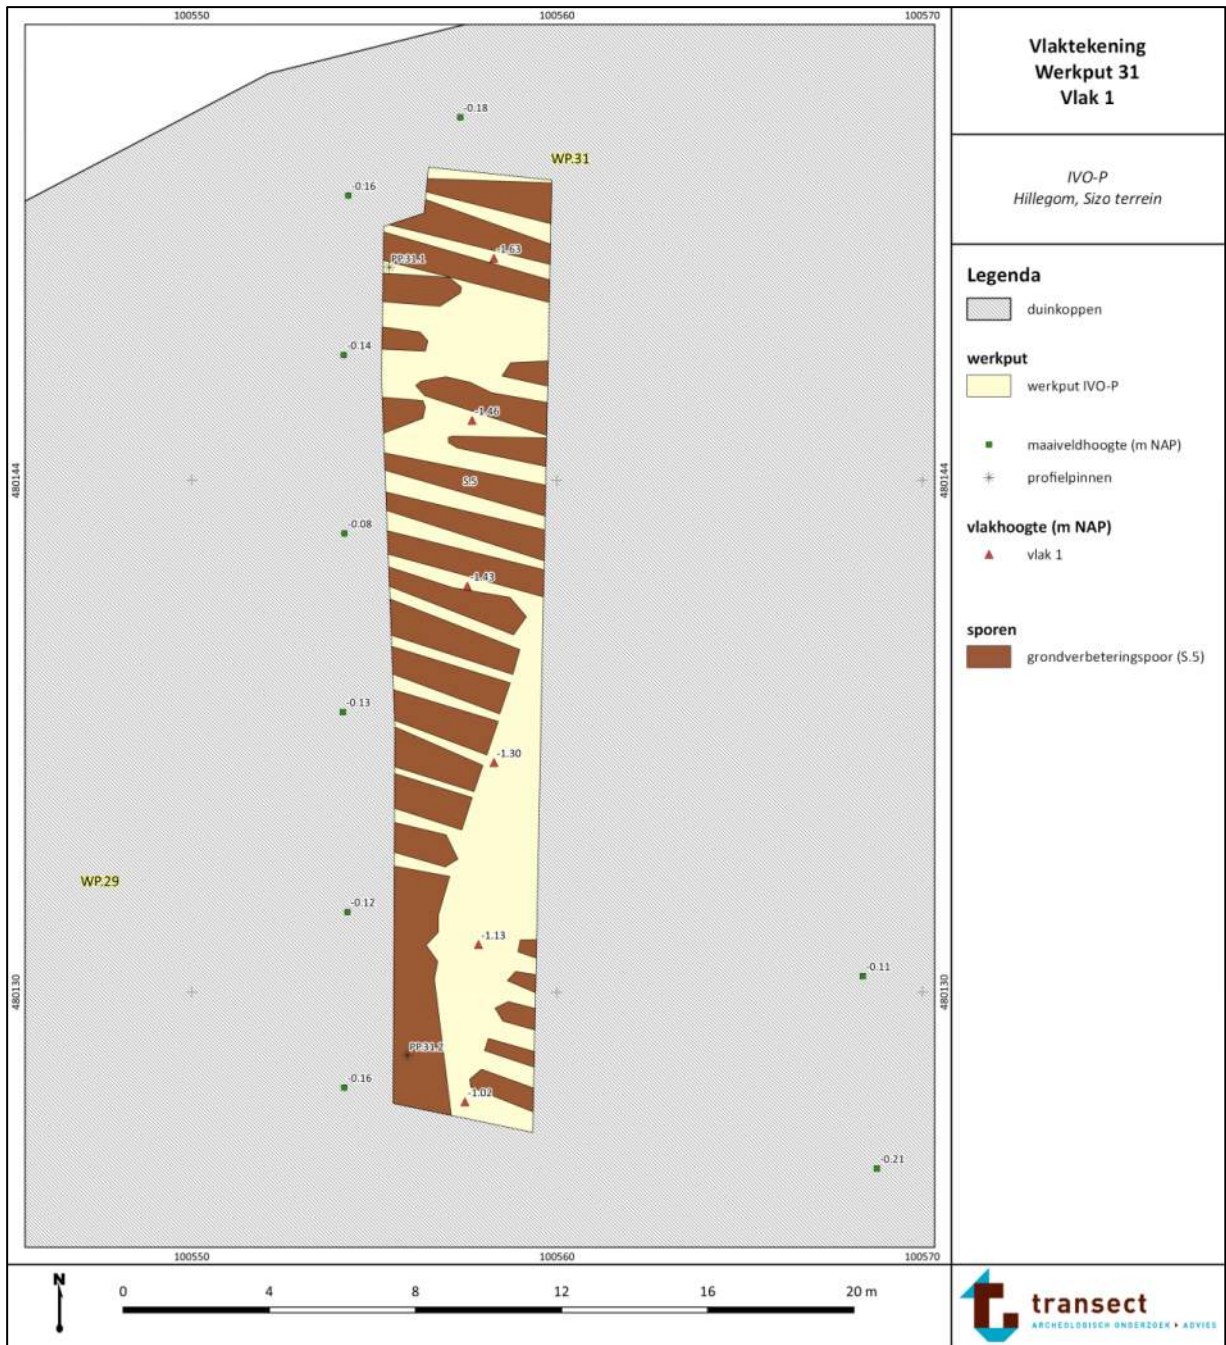 100550
100560
100570
-0.18
WP.31
-0.16
-1.63
PP.31.1
-0.14
-1.46
480144
S.5
480144
-0.08
-1.43
-0.13
-1.30
WP.29
-0.12
-1.13
-0.11
480130
480130
PP.31.2
-0.16
-1.02
-0.21
100550
100560
100570
Vlaktekening
Werkput 31
Vlak 1
IVO-P
Hillegom, Sizo terrein
Legenda
duinkoppen
werkput
werkput IVO-P
maaiveldhoogte (m NAP)
profielpinnen
vlakhoogte (m NAP)
vlak 1
sporen
grondverbeteringspoor (S.5)
N
0 4 8 12 16 20 m
transect
ARCHEOLOGISCH ONDERZOEK ▸ ADVIES